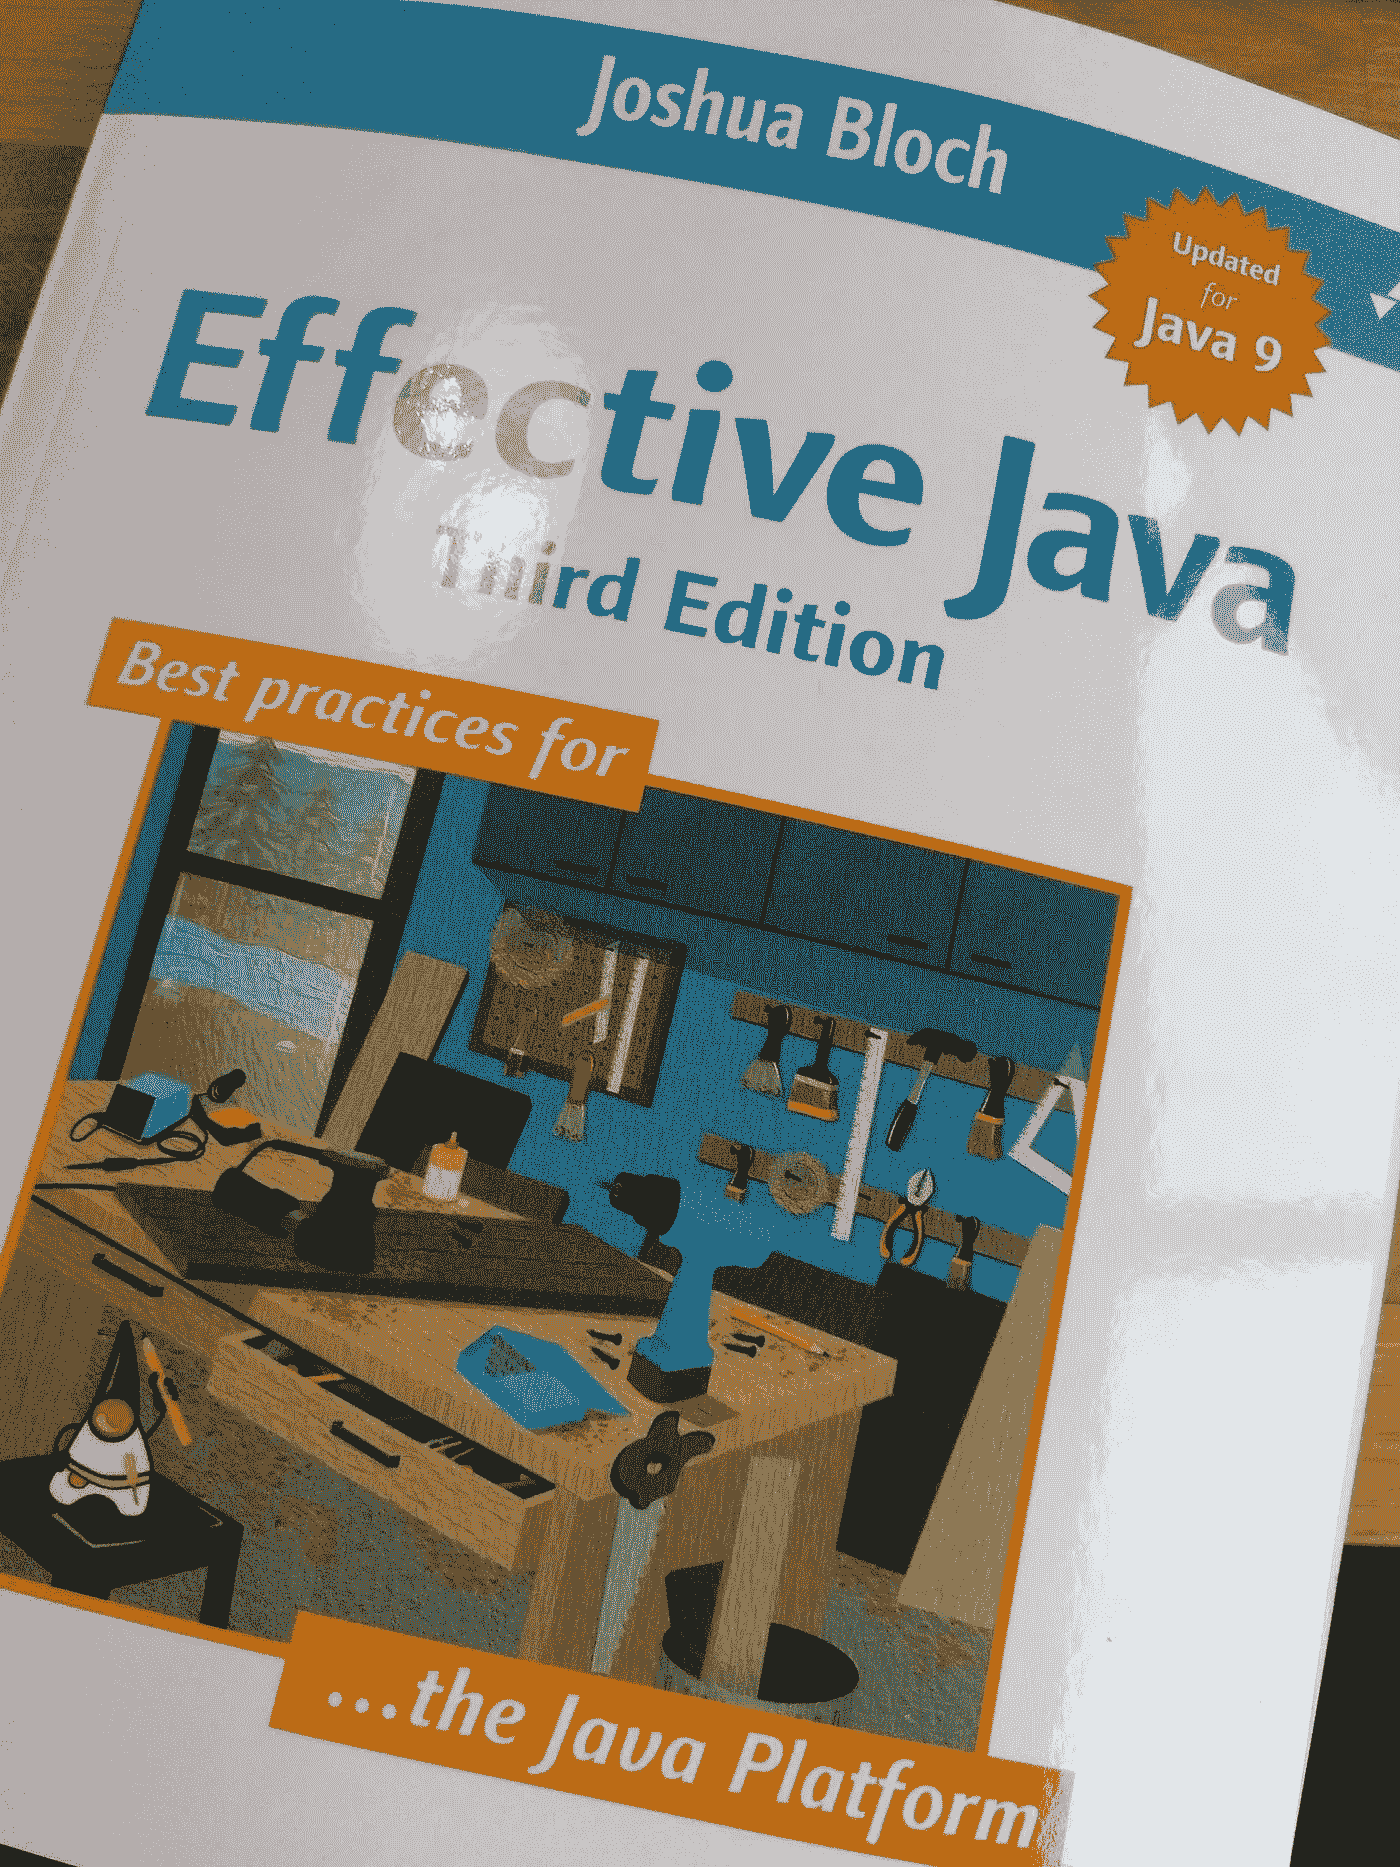 Joshua Bloch
Updated
for
Java 9
Effective Java
Third Edition
Best practices for
...the Java Platform